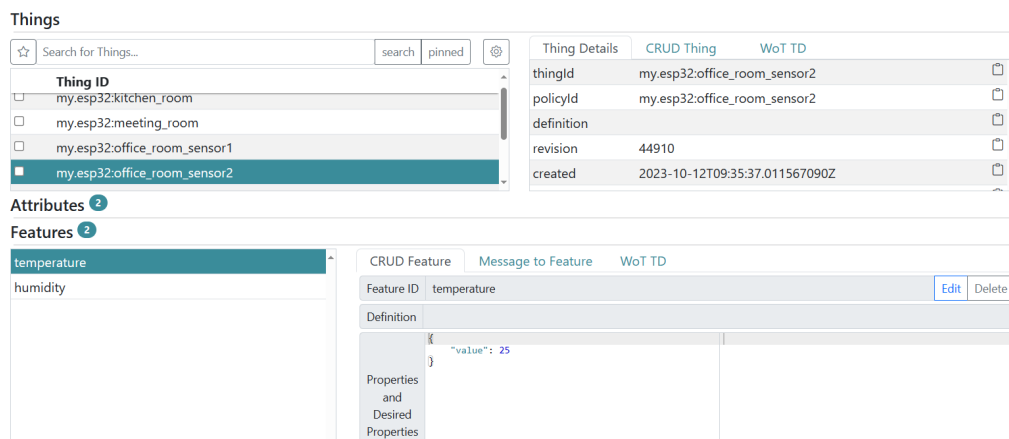 Things
Search for Things...
search
pinned
Thing ID
my.esp32:kitchen_room
my.esp32:meeting_room
my.esp32:office_room_sensor1
my.esp32:office_room_sensor2
Thing Details
CRUD Thing
WoT TD
thingId my.esp32:office_room_sensor2
policyId my.esp32:office_room_sensor2
definition
revision 44910
created 2023-10-12T09:35:37.011567090Z
Attributes 2
Features 2
temperature
humidity
CRUD Feature
Message to Feature
WoT TD
Feature ID temperature
Edit
Delete
Definition
Properties
and
Desired
Properties
{
"value": 25
}